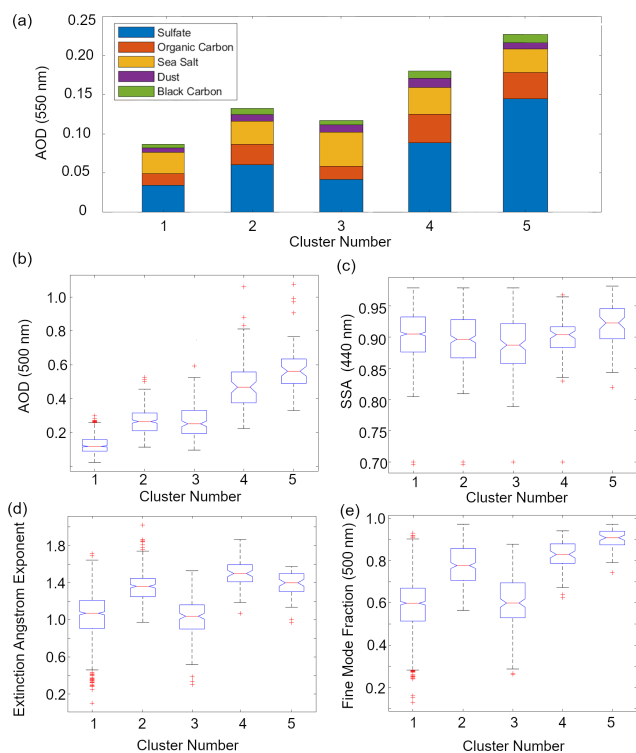 (a)
0.25
0.20
0.15
0.10
0.05
0
AOD (550 nm)
Sulfate
Organic Carbon
Sea Salt
Dust
Black Carbon
1 2 3 4 5
Cluster Number
(b)
1.0
0.8
0.6
0.4
0.2
AOD (500 nm)
1 2 3 4 5
Cluster Number
(c)
0.95
0.90
0.85
0.80
0.75
0.70
SSA (440 nm)
1 2 3 4 5
Cluster Number
(d)
1.8
1.4
1.0
0.6
0.2
Extinction Angstrom Exponent
1 2 3 4 5
Cluster Number
(e)
1.0
0.8
0.6
0.4
0.2
Fine Mode Fraction (500 nm)
1 2 3 4 5
Cluster Number